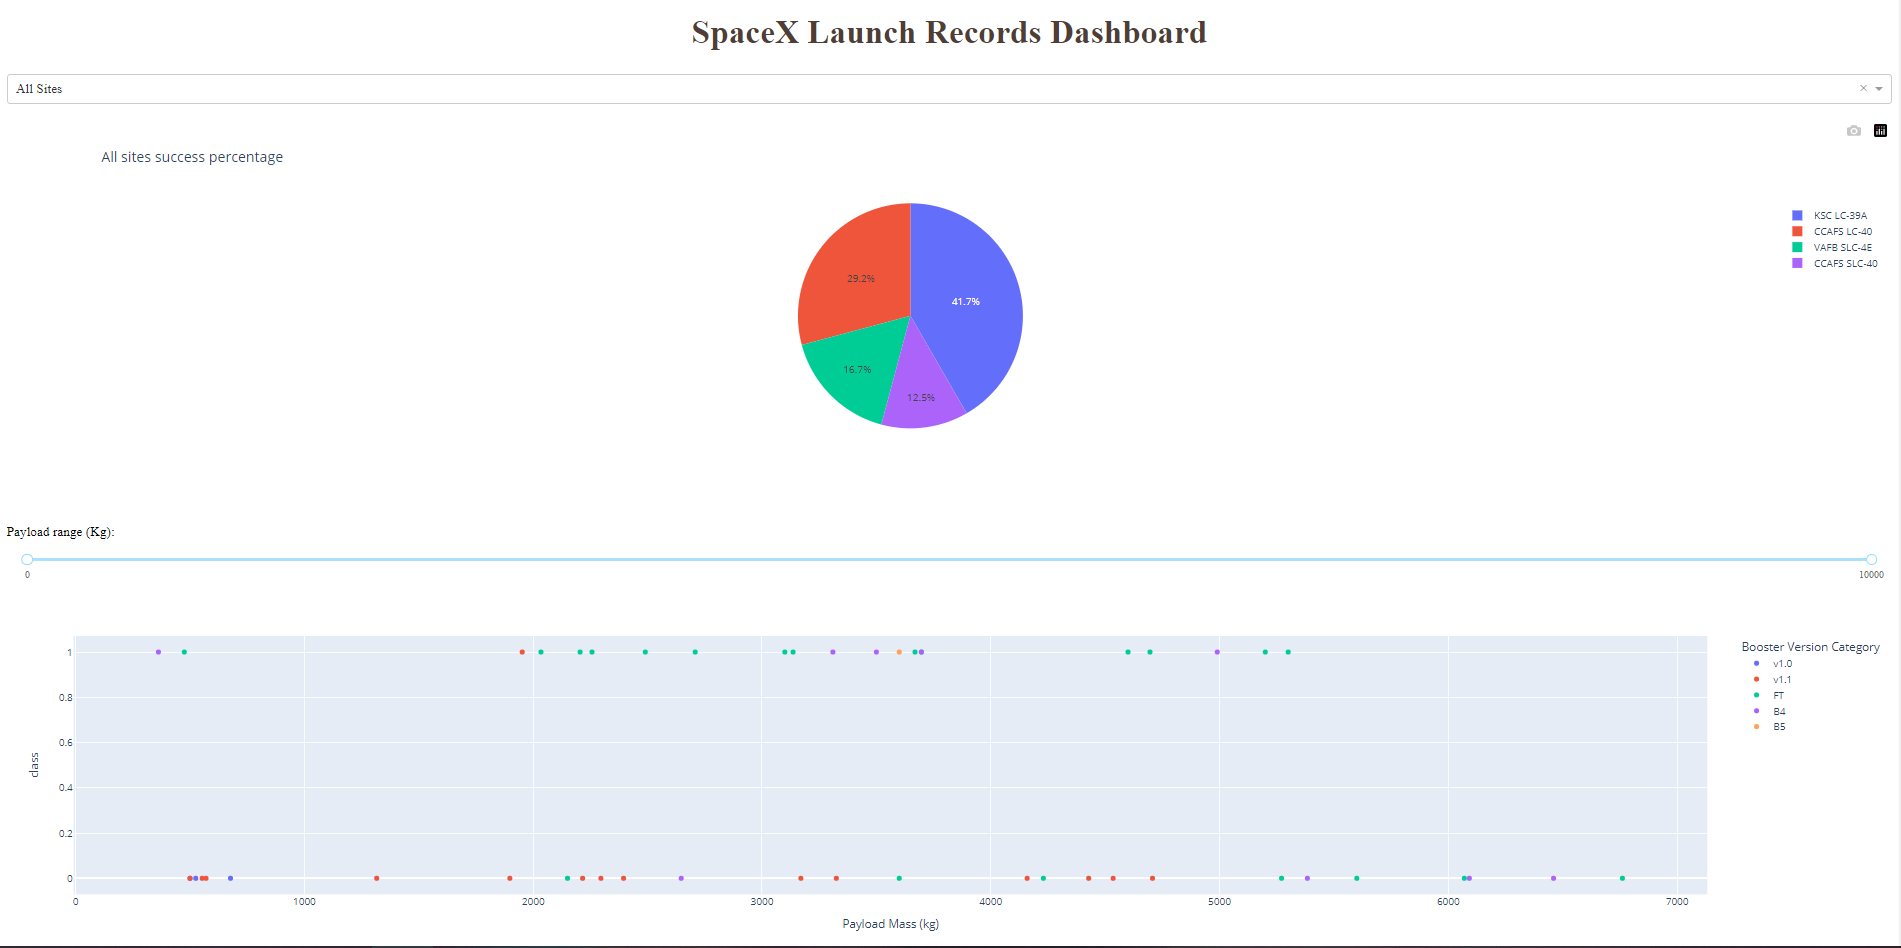 SpaceX Launch Records Dashboard
All Sites
All sites success percentage
KSC LC-39A
CCAFS LC-40
VAFB SLC-4E
CCAFS SLC-40
29.2%
41.7%
16.7%
12.5%
Payload range (Kg):
0
10000
Booster Version Category
v1.0
v1.1
FT
B4
B5
1
0.8
0.6
0.4
0.2
0
class
0 1000 2000 3000 4000 5000 6000 7000
Payload Mass (kg)